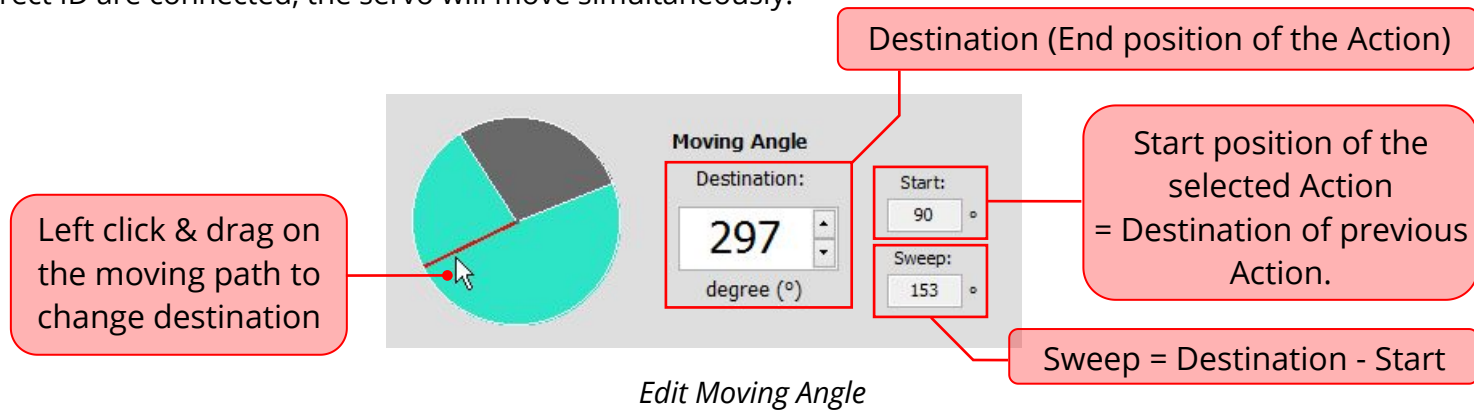 rect ID are connected, the servo will move simultaneously.
Destination (End position of the Action)
Moving Angle
Destination:
297
degree (º)
Start:
90 º
Sweep:
153 º
Start position of the
selected Action
= Destination of previous
Action.
Left click & drag on
the moving path to
change destination
Sweep = Destination - Start
Edit Moving Angle